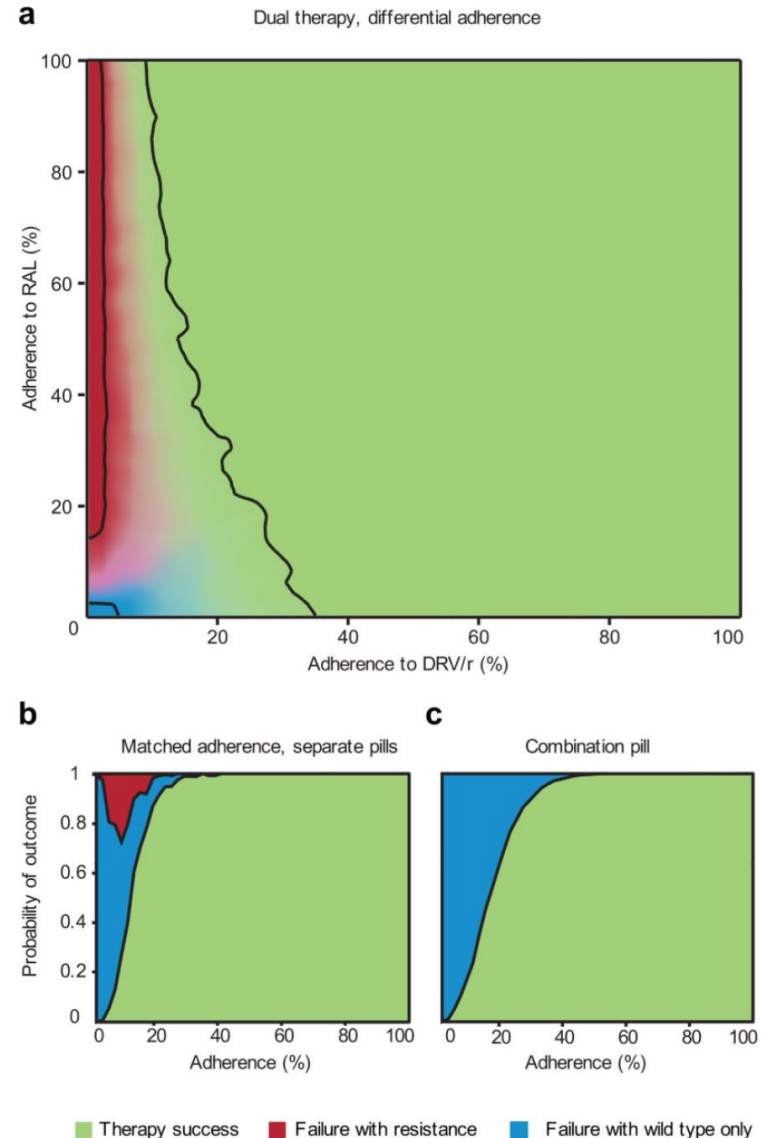 a
Dual therapy, differential adherence
100
80
60
40
20
0
Adherence to RAL (%)
20 40 60 80 100
Adherence to DRV/r (%)
b
Matched adherence, separate pills
1
0.8
0.6
0.4
0.2
0
Probability of outcome
0 20 40 60 80 100
Adherence (%)
c
Combination pill
0 20 40 60 80 100
Adherence (%)
Therapy success Failure with resistance Failure with wild type only